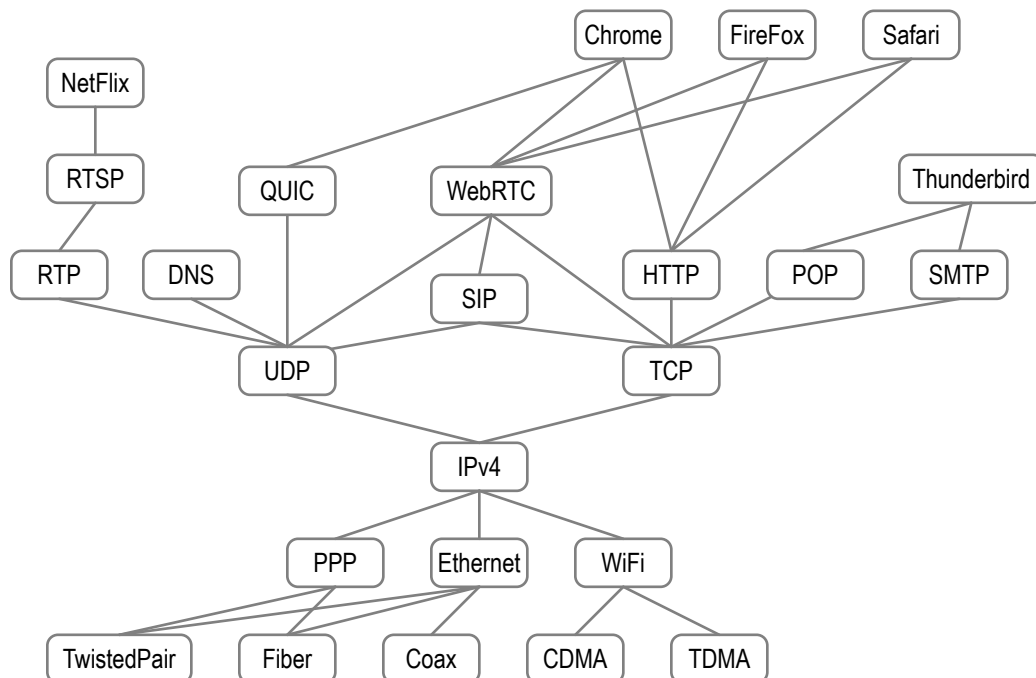 Chrome
FireFox
Safari
NetFlix
RTSP
QUIC
WebRTC
Thunderbird
RTP
DNS
SIP
HTTP
POP
SMTP
UDP
TCP
IPv4
PPP
Ethernet
WiFi
TwistedPair
Fiber
Coax
CDMA
TDMA